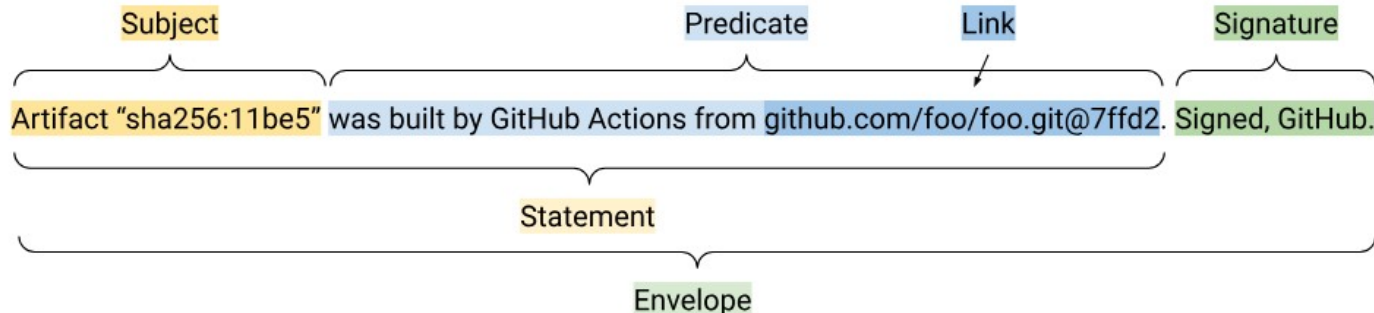 Subject Predicate Link Signature
Artifact “sha256:11be5” was built by GitHub Actions from github.com/foo/foo.git@7ffd2. Signed, GitHub.
Statement
Envelope